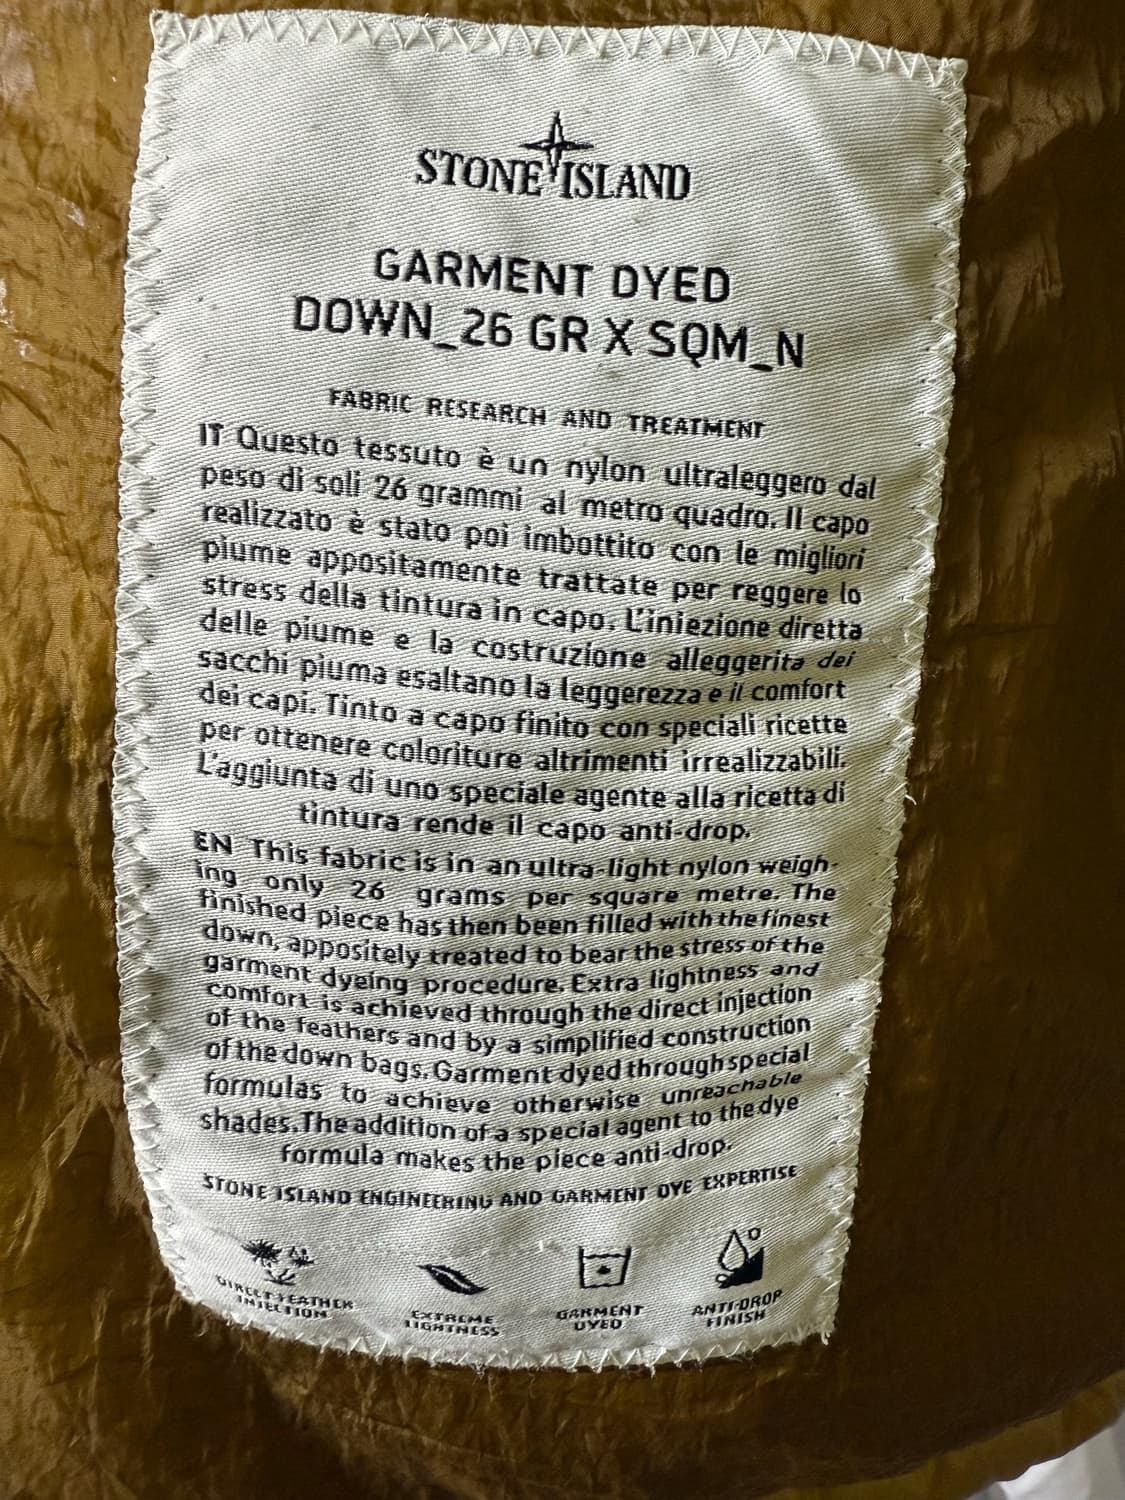 STONE ISLAND
GARMENT DYED
DOWN_26 GR X SQM_N
FABRIC RESEARCH AND TREATMENT
IT Questo tessuto è un nylon ultraleggero dal
peso di soli 26 grammi al metro quadro. Il capo
realizzato è stato poi imbottito con le migliori
piume appositamente trattate per reggere lo
stress della tintura in capo. L'iniezione diretta
delle piume e la costruzione alleggerita dei
sacchi piuma esaltano la leggerezza e il comfort
dei capi. Tinto a capo finito con speciali ricette
per ottenere coloriture altrimenti irrealizzabili.
L'aggiunta di uno speciale agente alla ricetta di
tintura rende il capo anti-drop.
EN This fabric is in an ultra-light nylon weigh-
ing only 26 grams per square metre. The
finished piece has then been filled with the finest
down, appositely treated to bear the stress of the
garment dyeing procedure. Extra lightness and
comfort is achieved through the direct injection
of the feathers and by a simplified construction
of the down bags. Garment dyed through special
formulas to achieve otherwise unreachable
shades. The addition of a special agent to the dye
formula makes the piece anti-drop.
STONE ISLAND ENGINEERING AND GARMENT DYE EXPERTISE
DIRECT FEATHER
INJECTION
EXTREME
LIGHTNESS
GARMENT
DYED
ANTI-DROP
FINISH